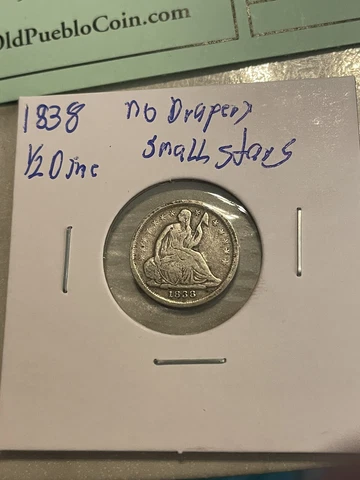 OldPuebloCoin.com
1838 no Drapery
1/2 Dime small stars
1838